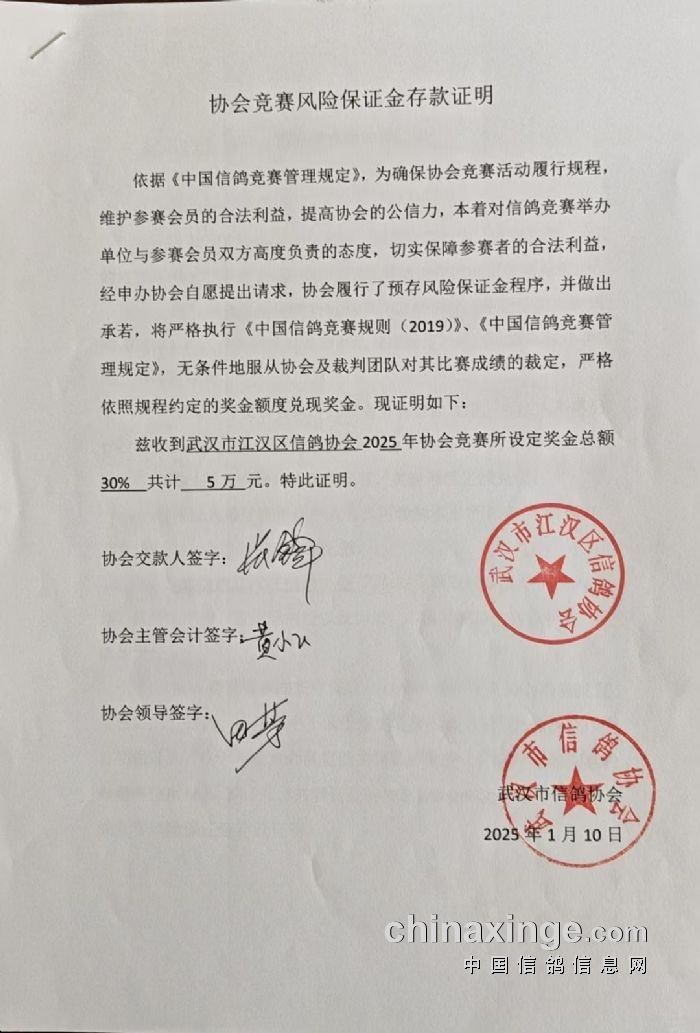 协会竞赛风险保证金存款证明
依据《中国信鸽竞赛管理规定》，为确保协会竞赛活动履行规程，
维护参赛会员的合法利益，提高协会的公信力，本着对信鸽竞赛举办
单位与参赛会员双方高度负责的态度，切实保障参赛者的合法利益，
经申办协会自愿提出请求，协会履行了预存风险保证金程序，并做出
承若，将严格执行《中国信鸽竞赛规则（2019）》、《中国信鸽竞赛管
理规定》，无条件地服从协会及裁判团队对其比赛成绩的裁定，严格
依照规程约定的奖金额度兑现奖金。现证明如下：
兹收到武汉市江汉区信鸽协会 2025 年协会竞赛所设定奖金总额
30% 共计 5 万 元。特此证明。
协会交款人签字：
武汉市江汉区信鸽协会
协会主管会计签字：黄小
协会领导签字：田
武汉市信鸽协会
武汉市信鸽协会
2025 年 1 月 10 日
chinaxinge.com
中国信鸽信息网